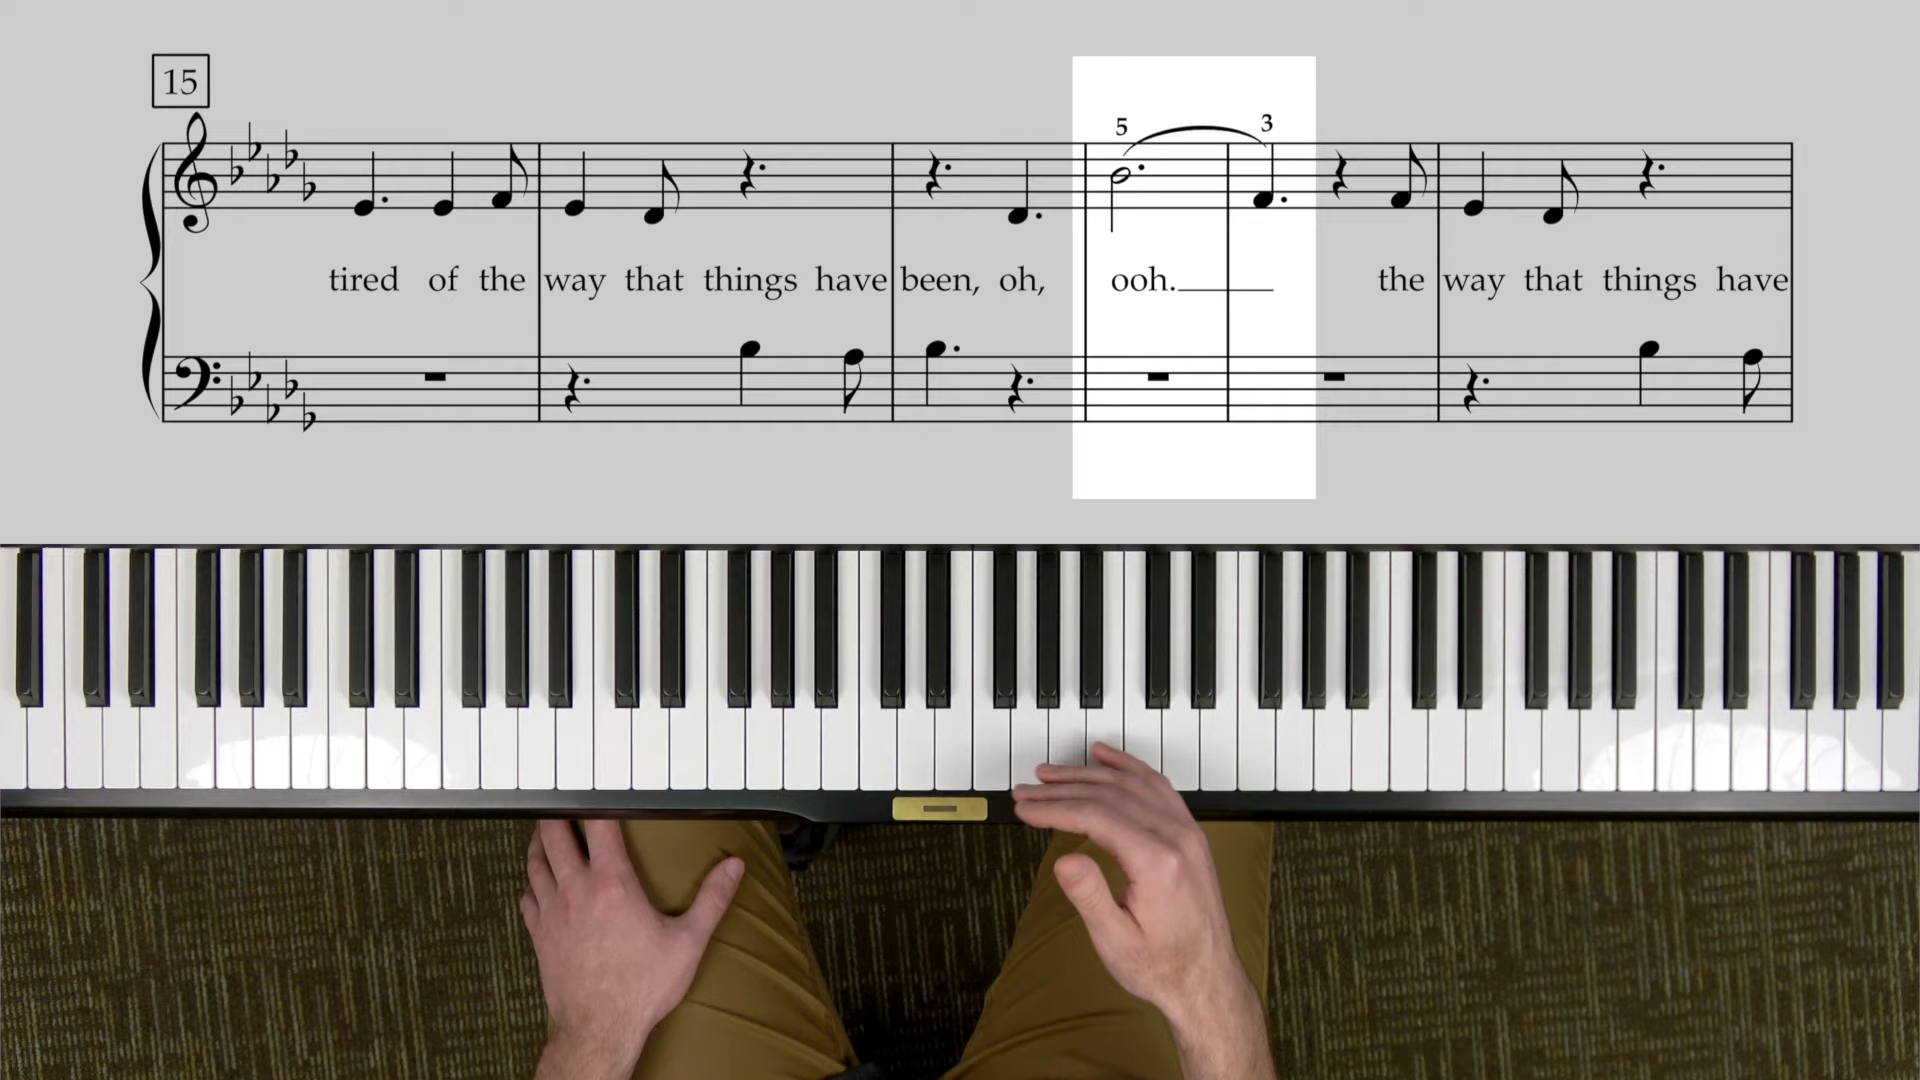 15
5 3
tired of the way that things have been, oh, ooh. the way that things have